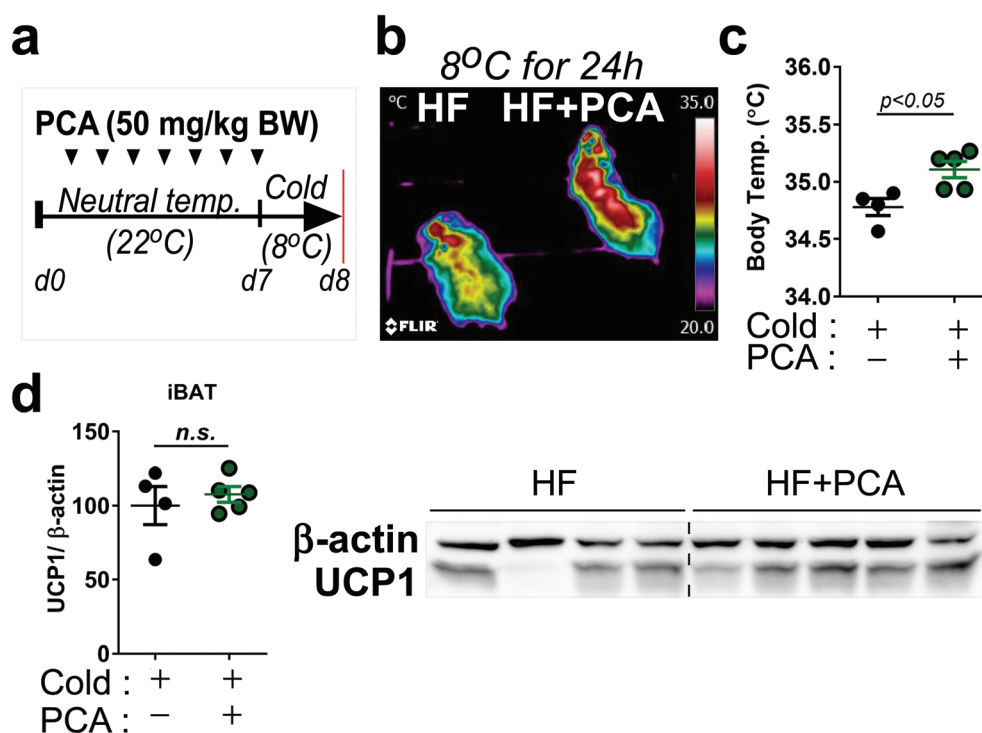 a
PCA (50 mg/kg BW)
Neutral temp.
(22°C)
Cold
(8°C)
d0
d7
d8
b
8°C for 24h
°C
HF
HF+PCA
35.0
FLIR
20.0
c
Body Temp. (°C)
36.0
35.5
35.0
34.5
34.0
p<0.05
Cold : + +
PCA : − +
d
iBAT
UCP1/ β-actin
150
100
50
0
n.s.
Cold : + +
PCA : − +
HF
HF+PCA
β-actin
UCP1